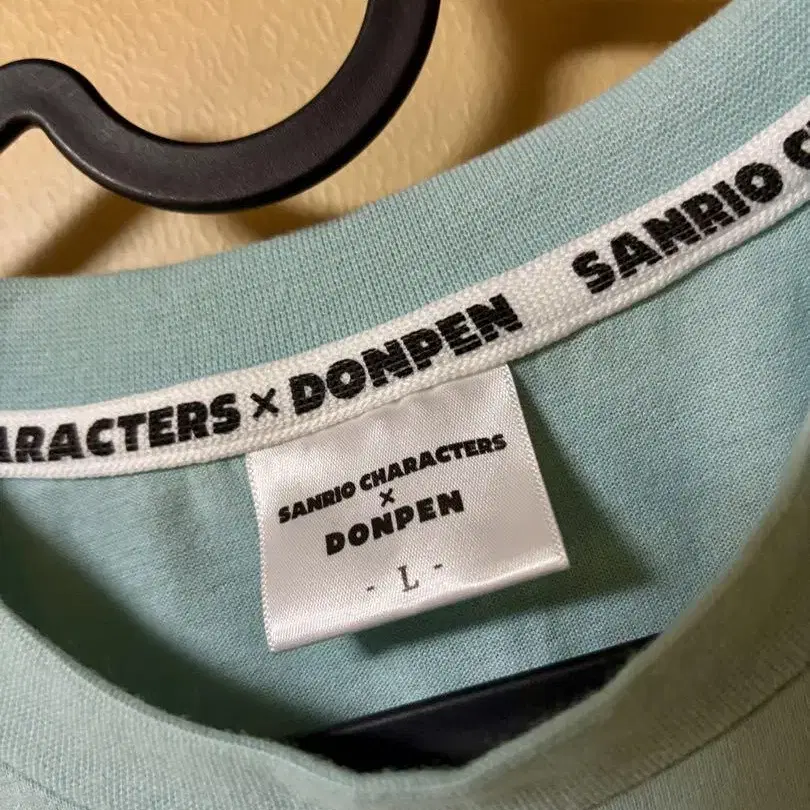 ARACTERS × DONPEN SANRIO
SANRIO CHARACTERS
×
DONPEN
- L -